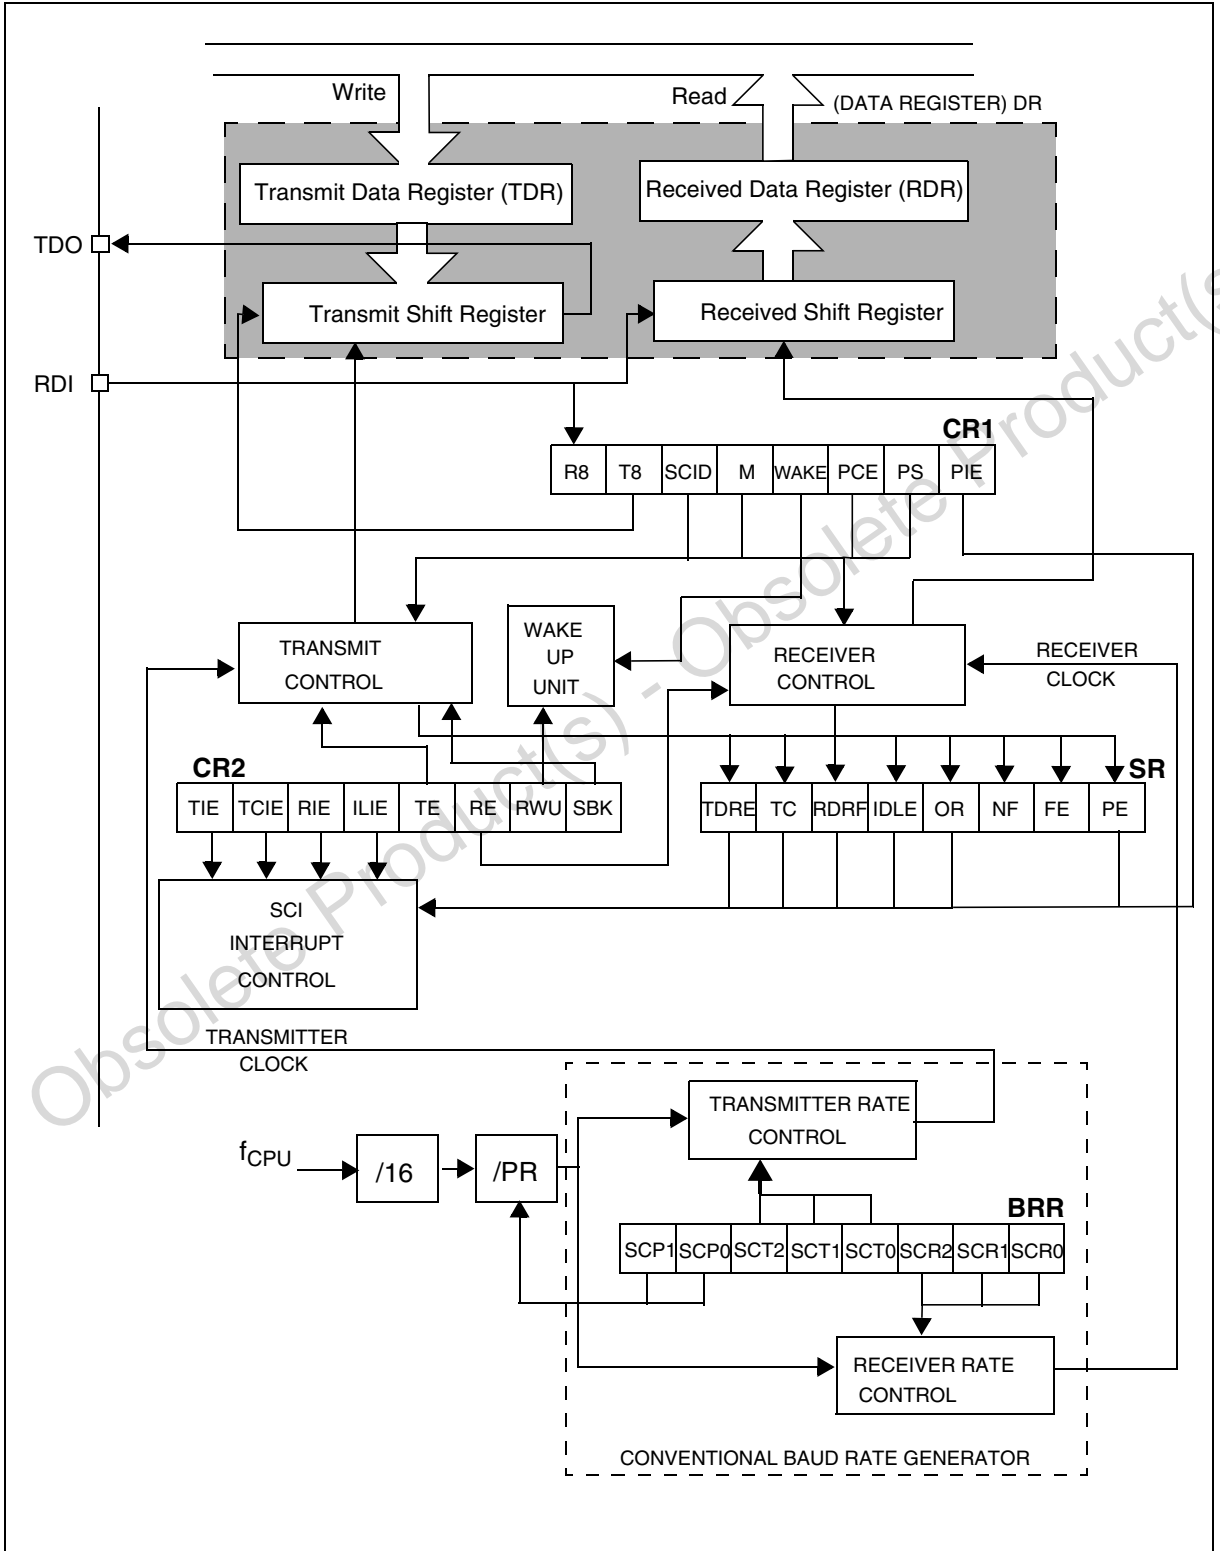 Write
Read
(DATA REGISTER) DR
Transmit Data Register (TDR)
Received Data Register (RDR)
TDO
Transmit Shift Register
Received Shift Register
RDI
CR1
R8 T8 SCID M WAKE PCE PS PIE
TRANSMIT
CONTROL
WAKE
UP
UNIT
RECEIVER
CONTROL
RECEIVER
CLOCK
CR2
TIE TCIE RIE ILIE TE RE RWU SBK
SR
TDRE TC RDRF IDLE OR NF FE PE
SCI
INTERRUPT
CONTROL
TRANSMITTER
CLOCK
TRANSMITTER RATE
CONTROL
fCPU
/16
/PR
BRR
SCP1 SCP0 SCT2 SCT1 SCT0 SCR2 SCR1 SCR0
RECEIVER RATE
CONTROL
CONVENTIONAL BAUD RATE GENERATOR
Obsolete Product(s) - Obsolete Product(s